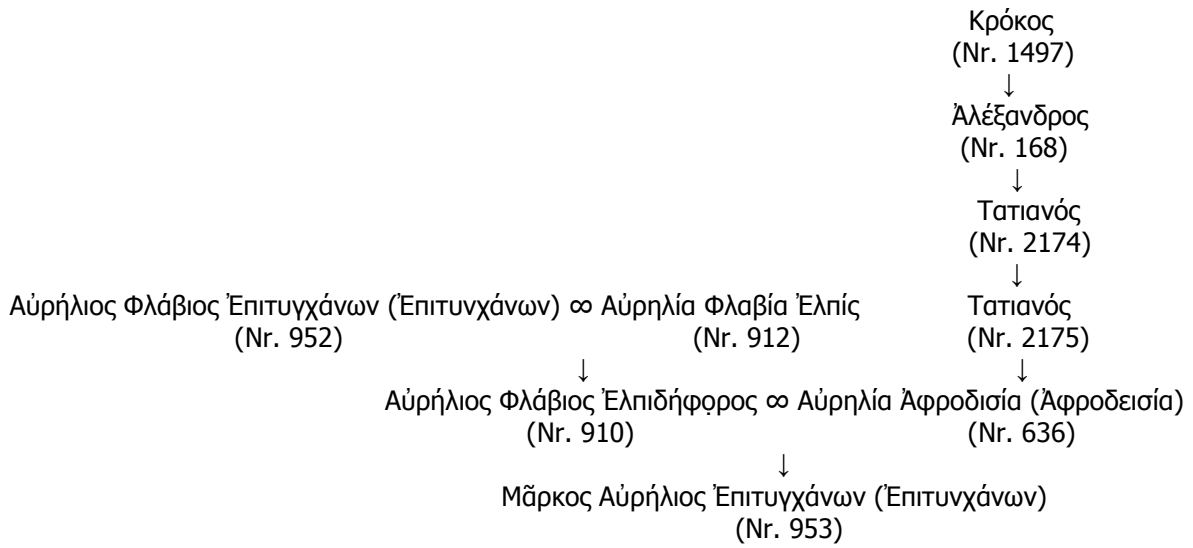 Κρόκος
(Nr. 1497)
↓
Ἀλέξανδρος
(Nr. 168)
↓
Τατιανός
(Nr. 2174)
↓
Αὐρήλιος Φλάβιος Ἐπιτυγχάνων (Ἐπιτυνχάνων) ∞ Αὐρηλία Φλαβία Ἐλπίς Τατιανός
(Nr. 952) (Nr. 912) (Nr. 2175)
↓ ↓
Αὐρήλιος Φλάβιος Ἐλπιδήφο̣ρος ∞ Αὐρηλία Ἀφροδισία (Ἀφροδεισία)
(Nr. 910) (Nr. 636)
↓
Μᾶρκος Αὐρήλιος Ἐπιτυγχάνων (Ἐπιτυνχάνων)
(Nr. 953)